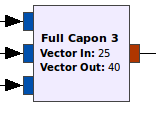 Full Capon 3
Vector In: 25
Vector Out: 40